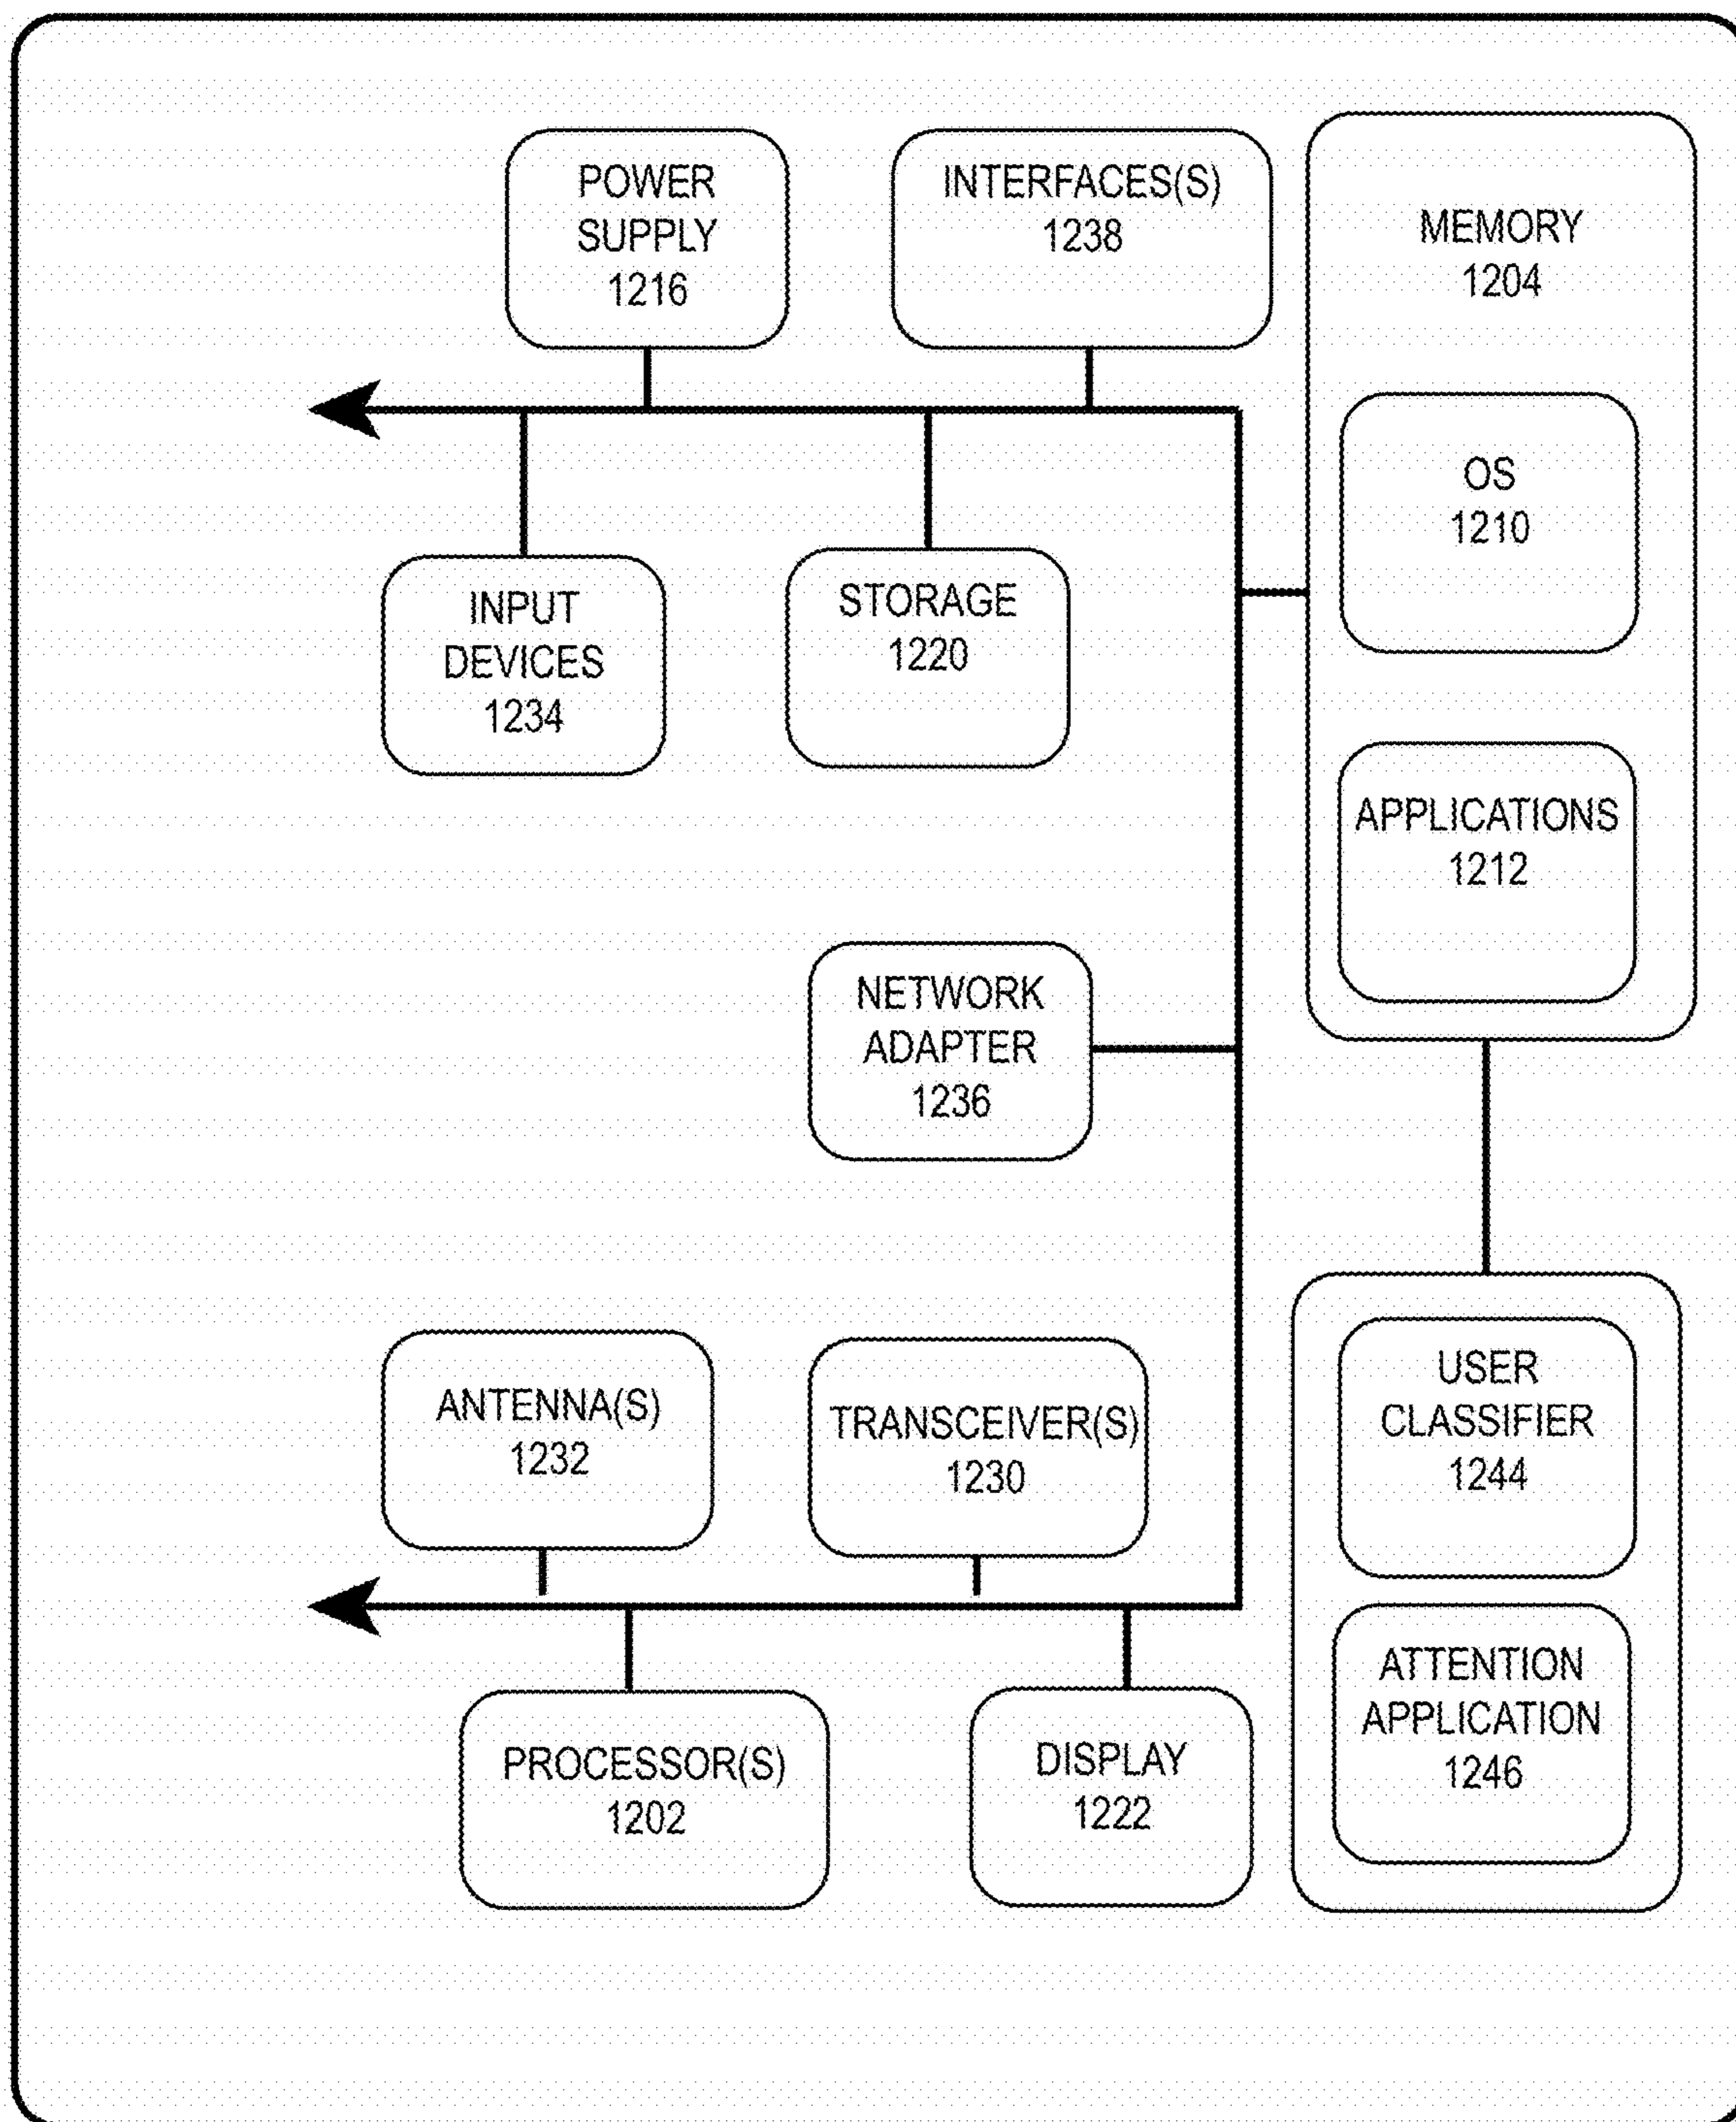 POWER
SUPPLY
1216
INTERFACES(S)
1238
MEMORY
1204
OS
1210
INPUT
DEVICES
1234
STORAGE
1220
APPLICATIONS
1212
NETWORK
ADAPTER
1236
ANTENNA(S)
1232
TRANSCEIVER(S)
1230
USER
CLASSIFIER
1244
ATTENTION
APPLICATION
1246
PROCESSOR(S)
1202
DISPLAY
1222